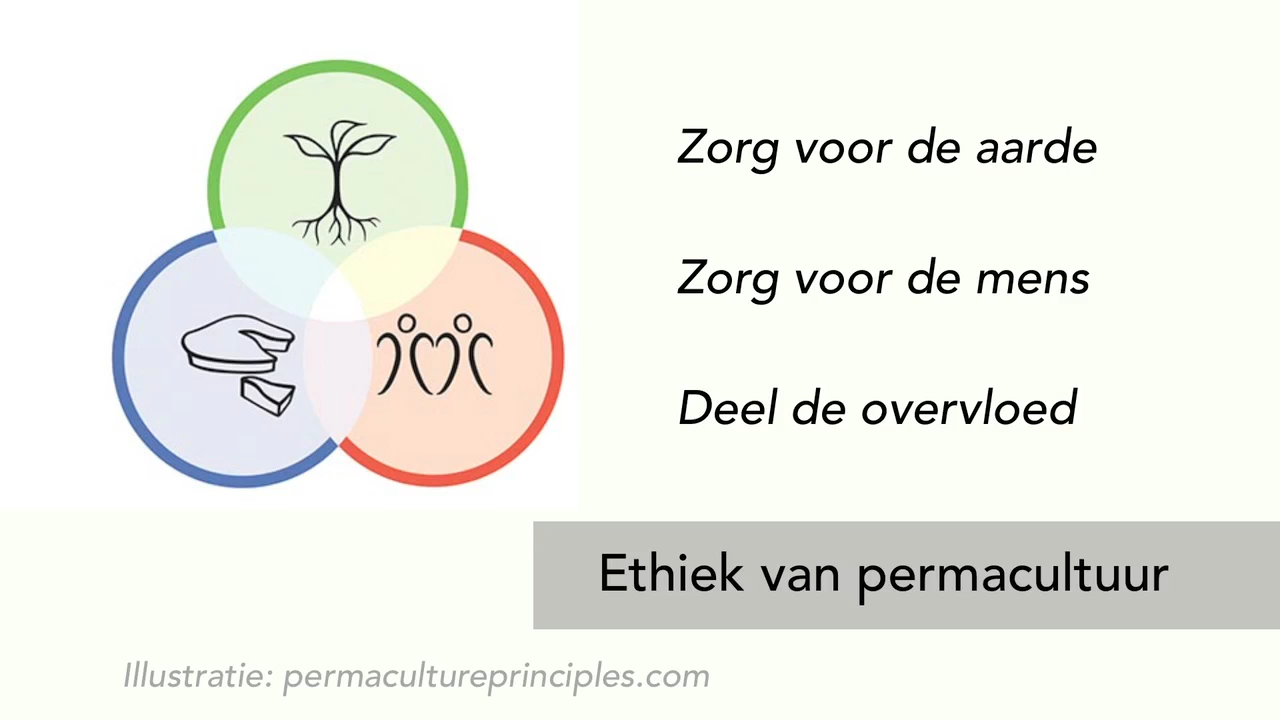 Zorg voor de aarde
Zorg voor de mens
Deel de overvloed
Ethiek van permacultuur
Illustratie: permacultureprinciples.com